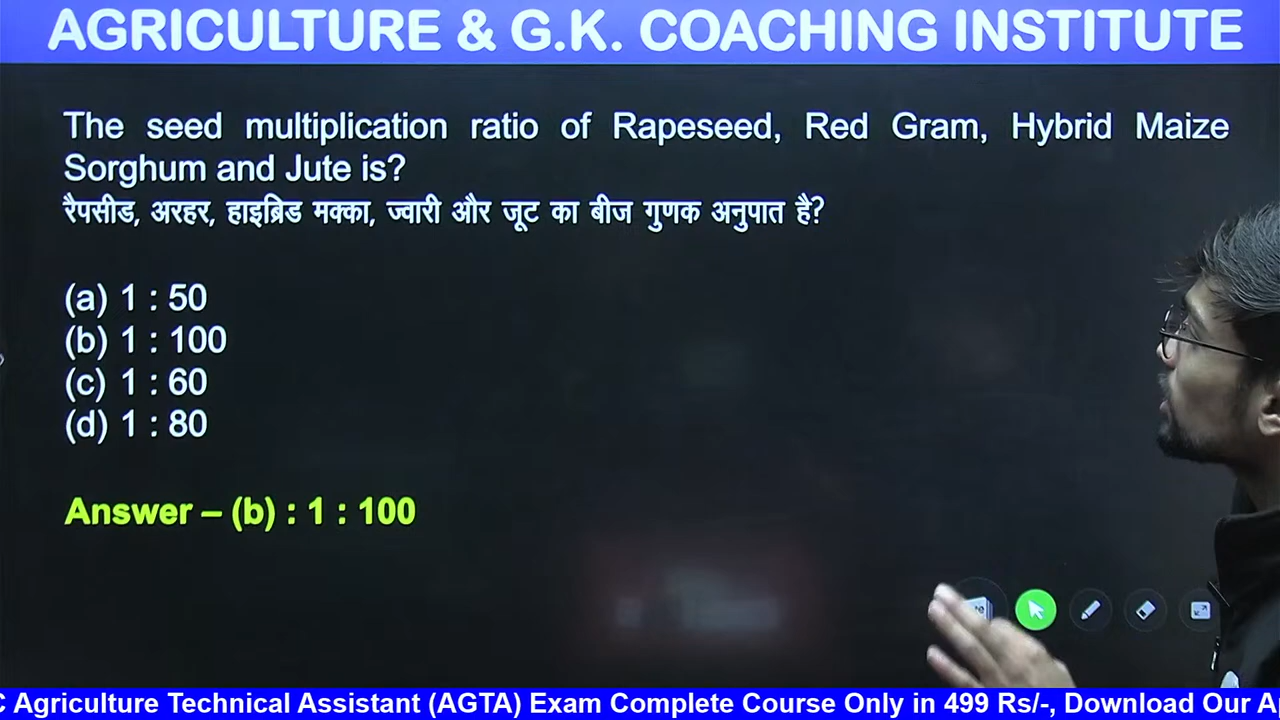 AGRICULTURE & G.K. COACHING INSTITUTE
The seed multiplication ratio of Rapeseed, Red Gram, Hybrid Maize
Sorghum and Jute is?
रैपसीड, अरहर, हाइब्रिड मक्का, ज्वारी और जूट का बीज गुणक अनुपात है?
(a) 1 : 50
(b) 1 : 100
(c) 1 : 60
(d) 1 : 80
Answer – (b) : 1 : 100
C Agriculture Technical Assistant (AGTA) Exam Complete Course Only in 499 Rs/-, Download Our A